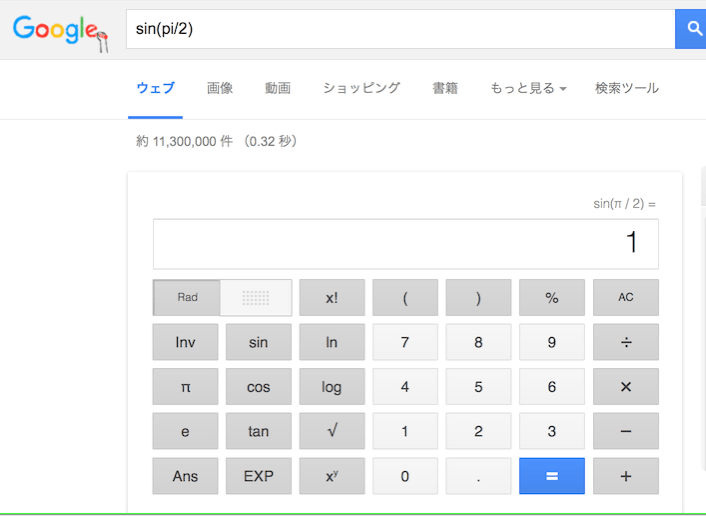 Google
sin(pi/2)
ウェブ 画像 動画 ショッピング 書籍 もっと見る 検索ツール
約 11,300,000 件 （0.32 秒）
sin(π / 2) =
1
Rad x! ( ) % AC
Inv sin ln 7 8 9 ÷
π cos log 4 5 6 ×
e tan √ 1 2 3 −
Ans EXP xʸ 0 . = +